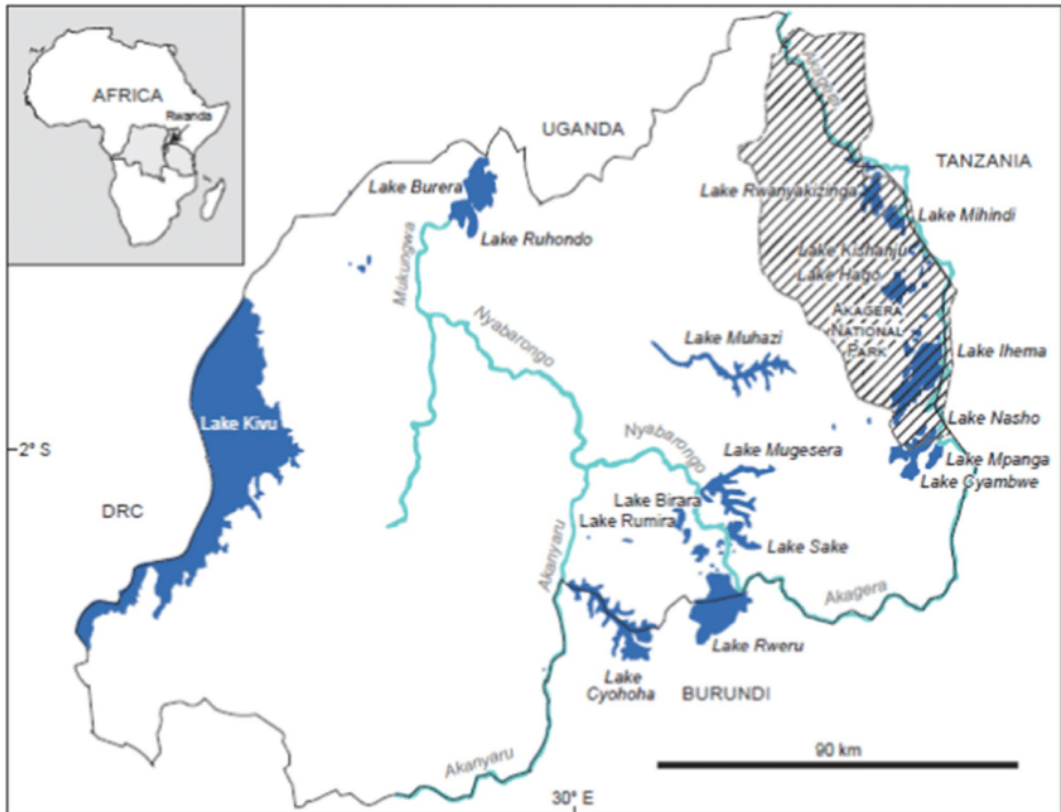 AFRICA
Rwanda
UGANDA
Akageni
TANZANIA
Lake Burera
Lake Rwanyakizinga
Lake Mihindi
Lake Ruhondo
Lake Kishanju
Mukungwa
Lake Hago
AKAGERA
NATIONAL
PARK
Nyabarongo
Lake Muhazi
Lake Ihema
Lake Kivu
Lake Nasho
2° S
Nyabarongo
Lake Mugesera
Lake Mpanga
Lake Cyambwe
Lake Birara
DRC
Lake Rumira
Lake Sake
Akanyaru
Akagera
Lake Rweru
Lake
Cyohoha
BURUNDI
Akanyaru
90 km
30° E